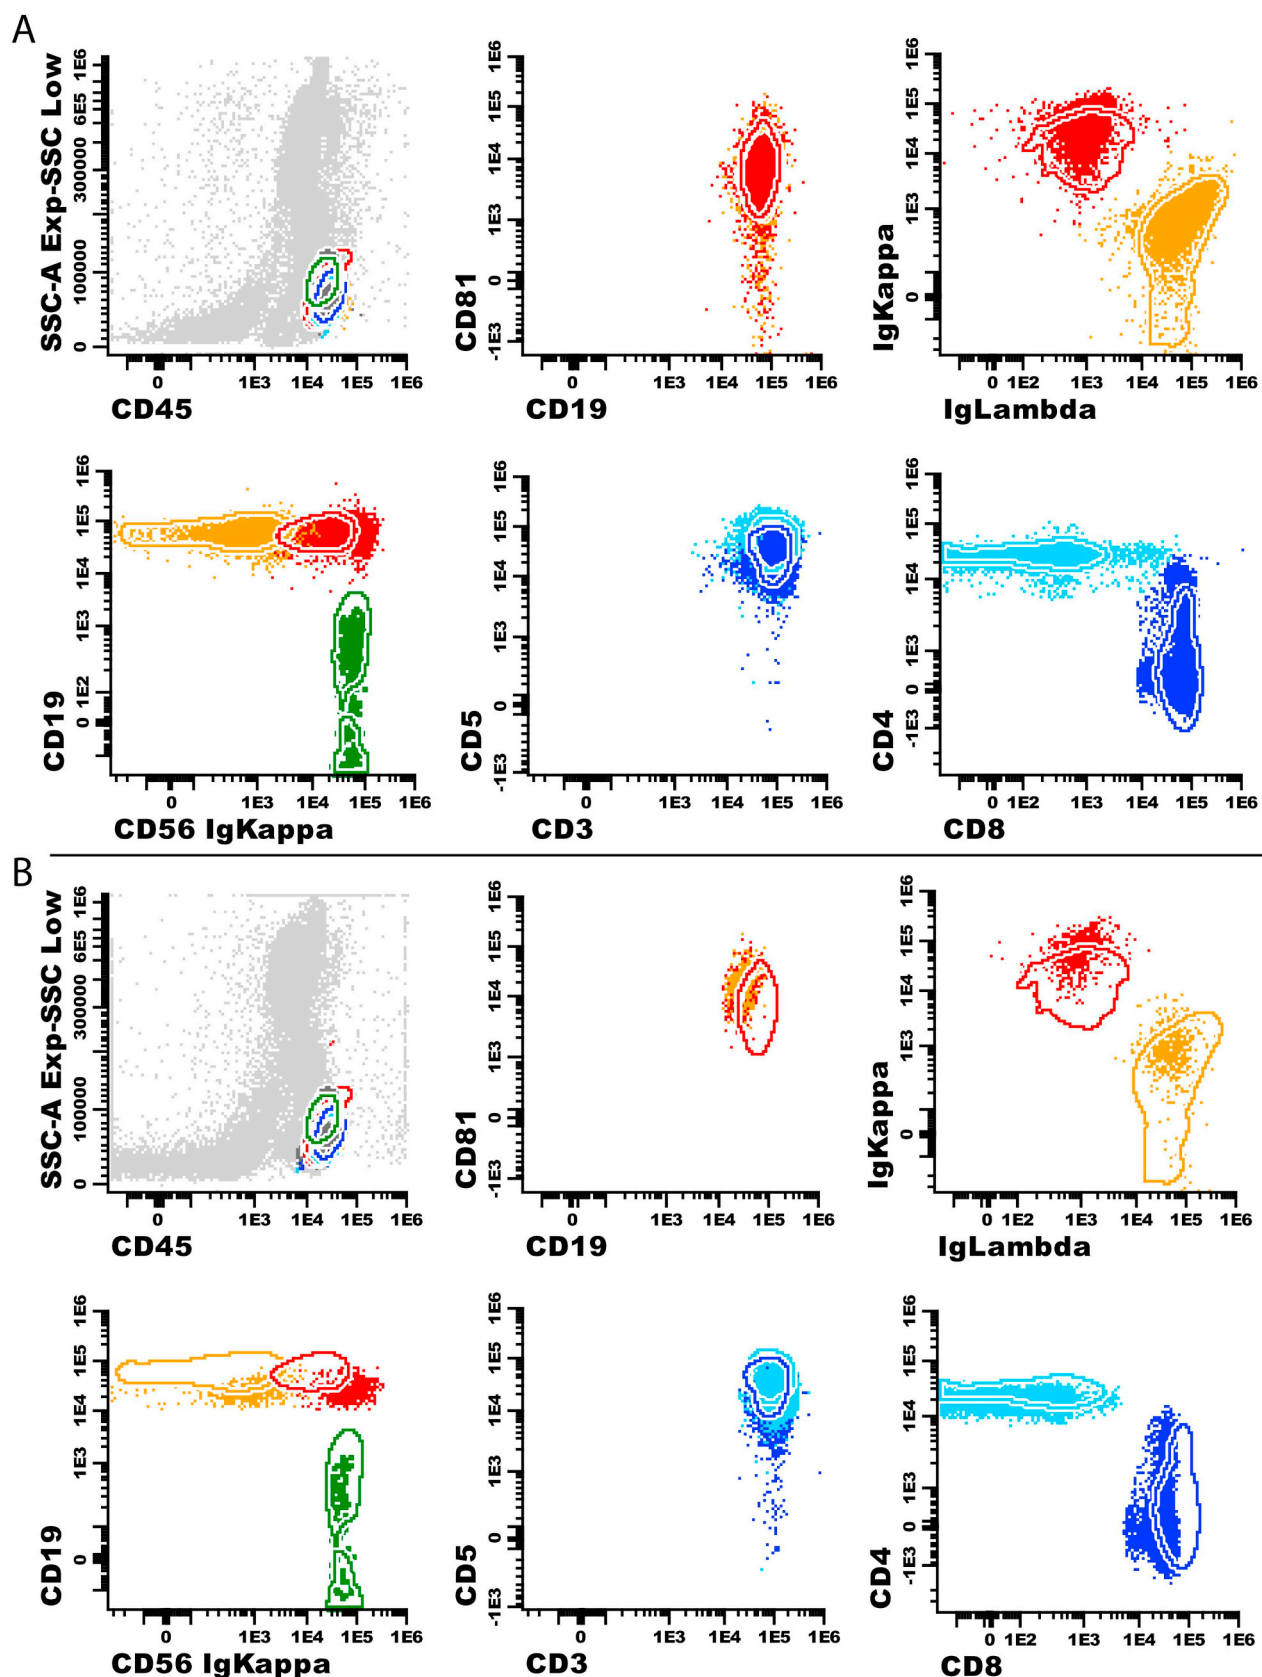 A
SSC-A Exp-SSC Low
1E6
6E5
300000
100000
0
0 1E3 1E4 1E5 1E6
CD45
CD81
1E6
1E5
1E4
1E3
0
-1E3
0 1E3 1E4 1E5 1E6
CD19
IgKappa
1E6
1E5
1E4
1E3
0
0 1E2 1E3 1E4 1E5 1E6
IgLambda
CD19
1E6
1E5
1E4
1E3
1E2
0
0 1E3 1E4 1E5 1E6
CD56 IgKappa
CD5
1E6
1E5
1E4
1E3
0
-1E3
0 1E3 1E4 1E5 1E6
CD3
CD4
1E6
1E5
1E4
1E3
0
-1E3
0 1E2 1E3 1E4 1E5 1E6
CD8
B
SSC-A Exp-SSC Low
1E6
6E5
300000
100000
0
0 1E3 1E4 1E5 1E6
CD45
CD81
1E6
1E5
1E4
1E3
0
-1E3
0 1E3 1E4 1E5 1E6
CD19
IgKappa
1E6
1E5
1E4
1E3
0
0 1E2 1E3 1E4 1E5 1E6
IgLambda
CD19
1E6
1E5
1E4
1E3
0
0 1E3 1E4 1E5 1E6
CD56 IgKappa
CD5
1E6
1E5
1E4
1E3
0
-1E3
0 1E3 1E4 1E5 1E6
CD3
CD4
1E6
1E5
1E4
1E3
0
-1E3
0 1E2 1E3 1E4 1E5 1E6
CD8